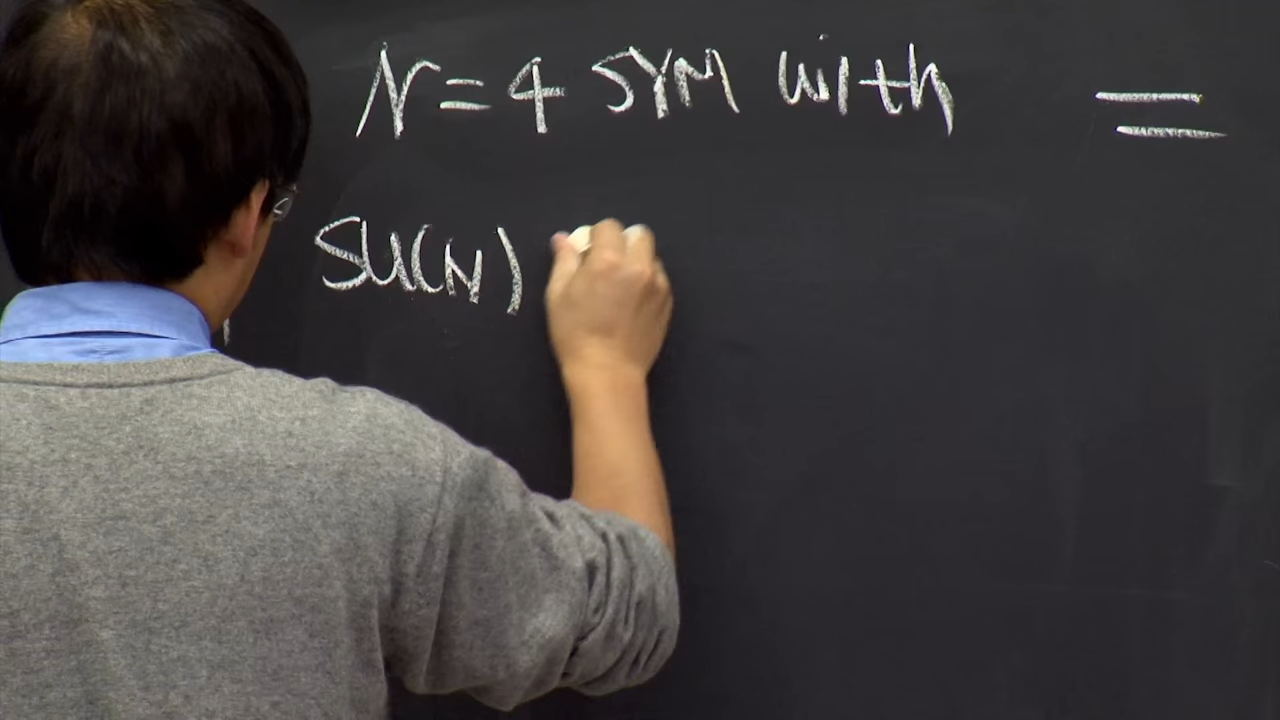 N=4 SYM with =
SU(N)